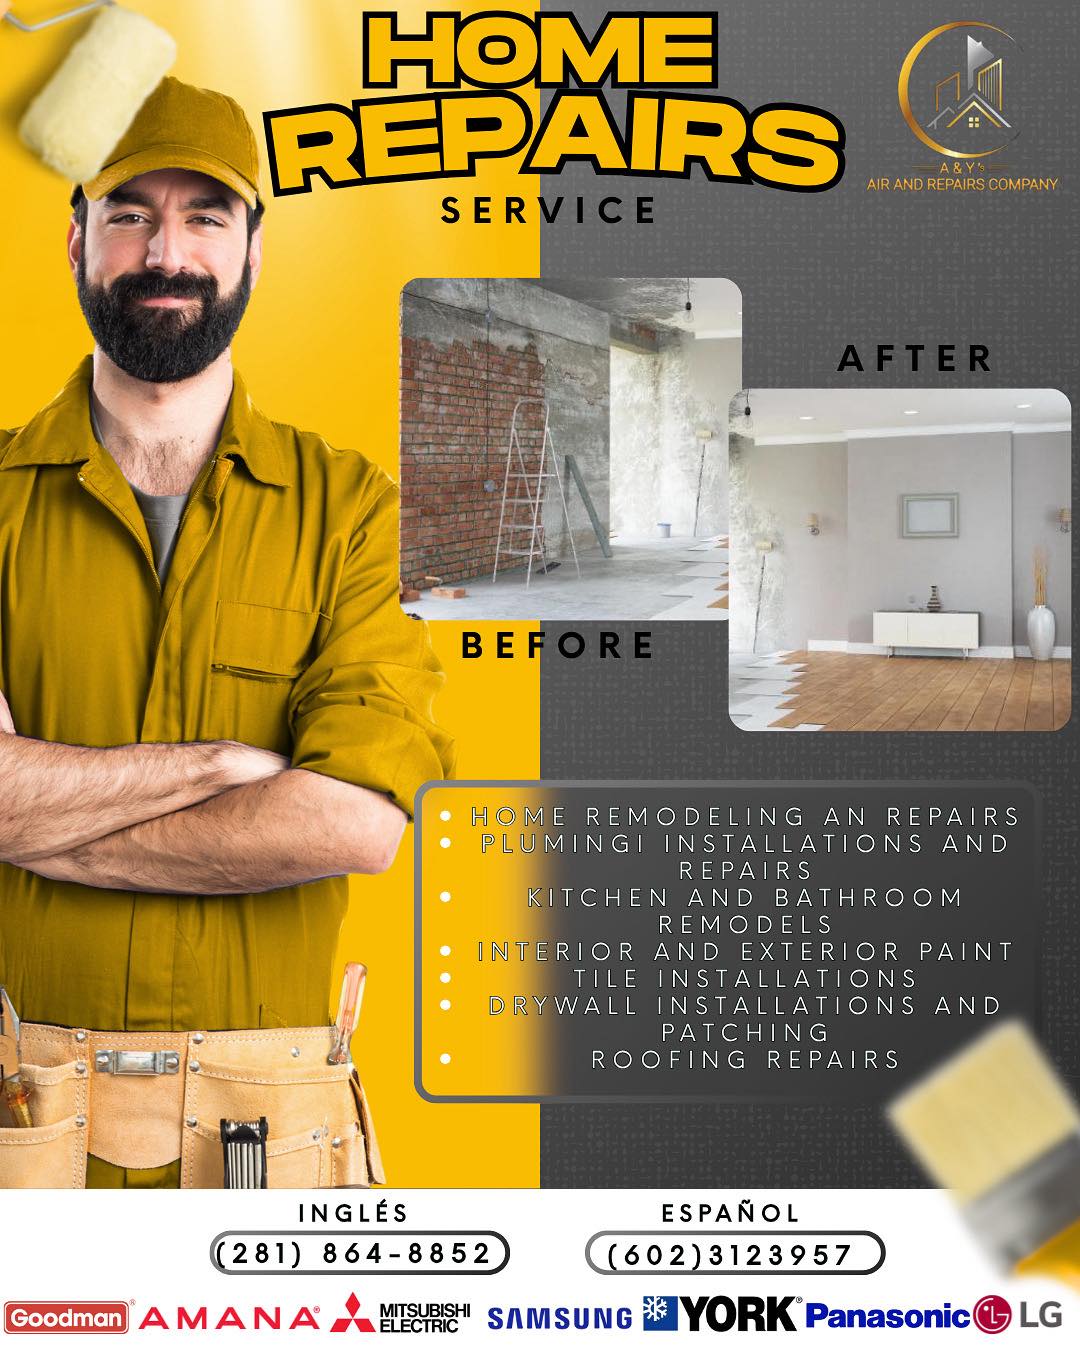 HOME
REPAIRS
SERVICE
A & Y's
AIR AND REPAIRS COMPANY
AFTER
BEFORE
• HOME REMODELING AN REPAIRS
• PLUMINGI INSTALLATIONS AND
REPAIRS
• KITCHEN AND BATHROOM
REMODELS
• INTERIOR AND EXTERIOR PAINT
• TILE INSTALLATIONS
• DRYWALL INSTALLATIONS AND
PATCHING
• ROOFING REPAIRS
INGLÉS
(281) 864-8852
ESPAÑOL
(602)3123957
Goodman®
AMANA®
MITSUBISHI
ELECTRIC
SAMSUNG
YORK®
Panasonic
LG